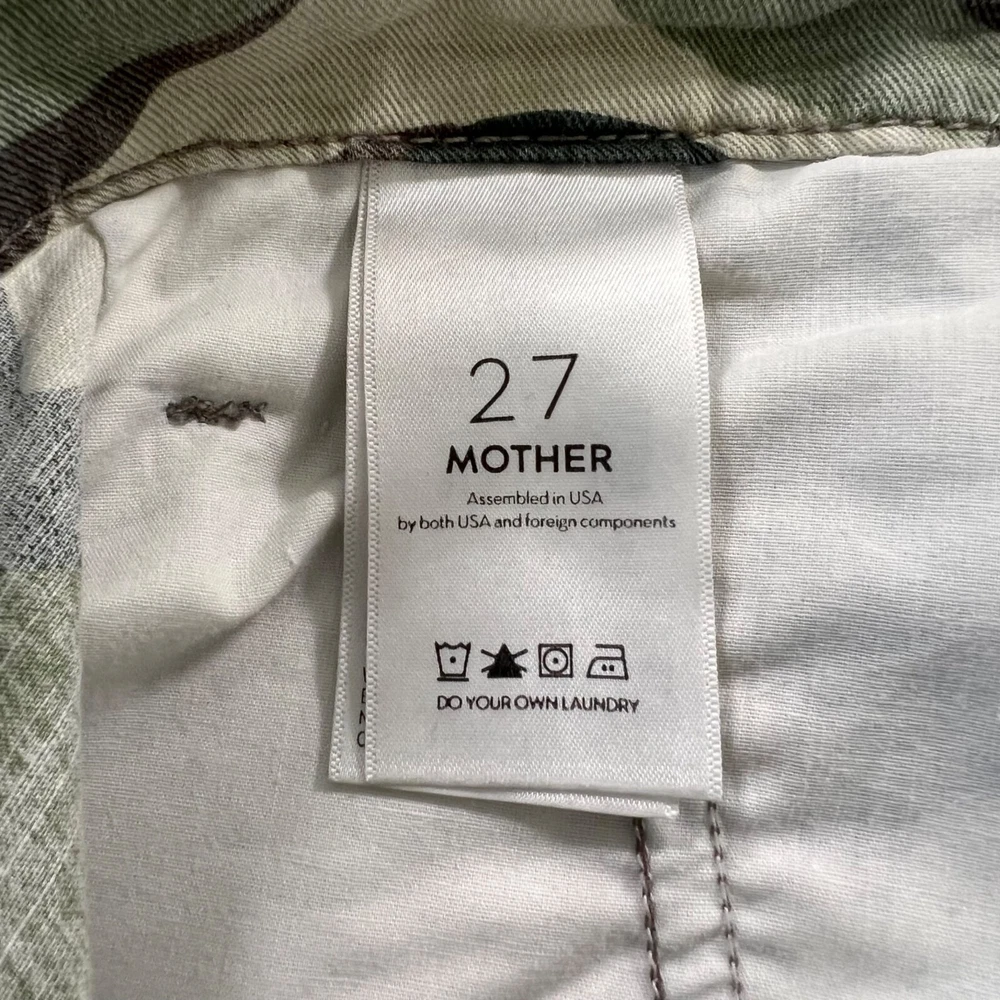 27
MOTHER
Assembled in USA
by both USA and foreign components
DO YOUR OWN LAUNDRY